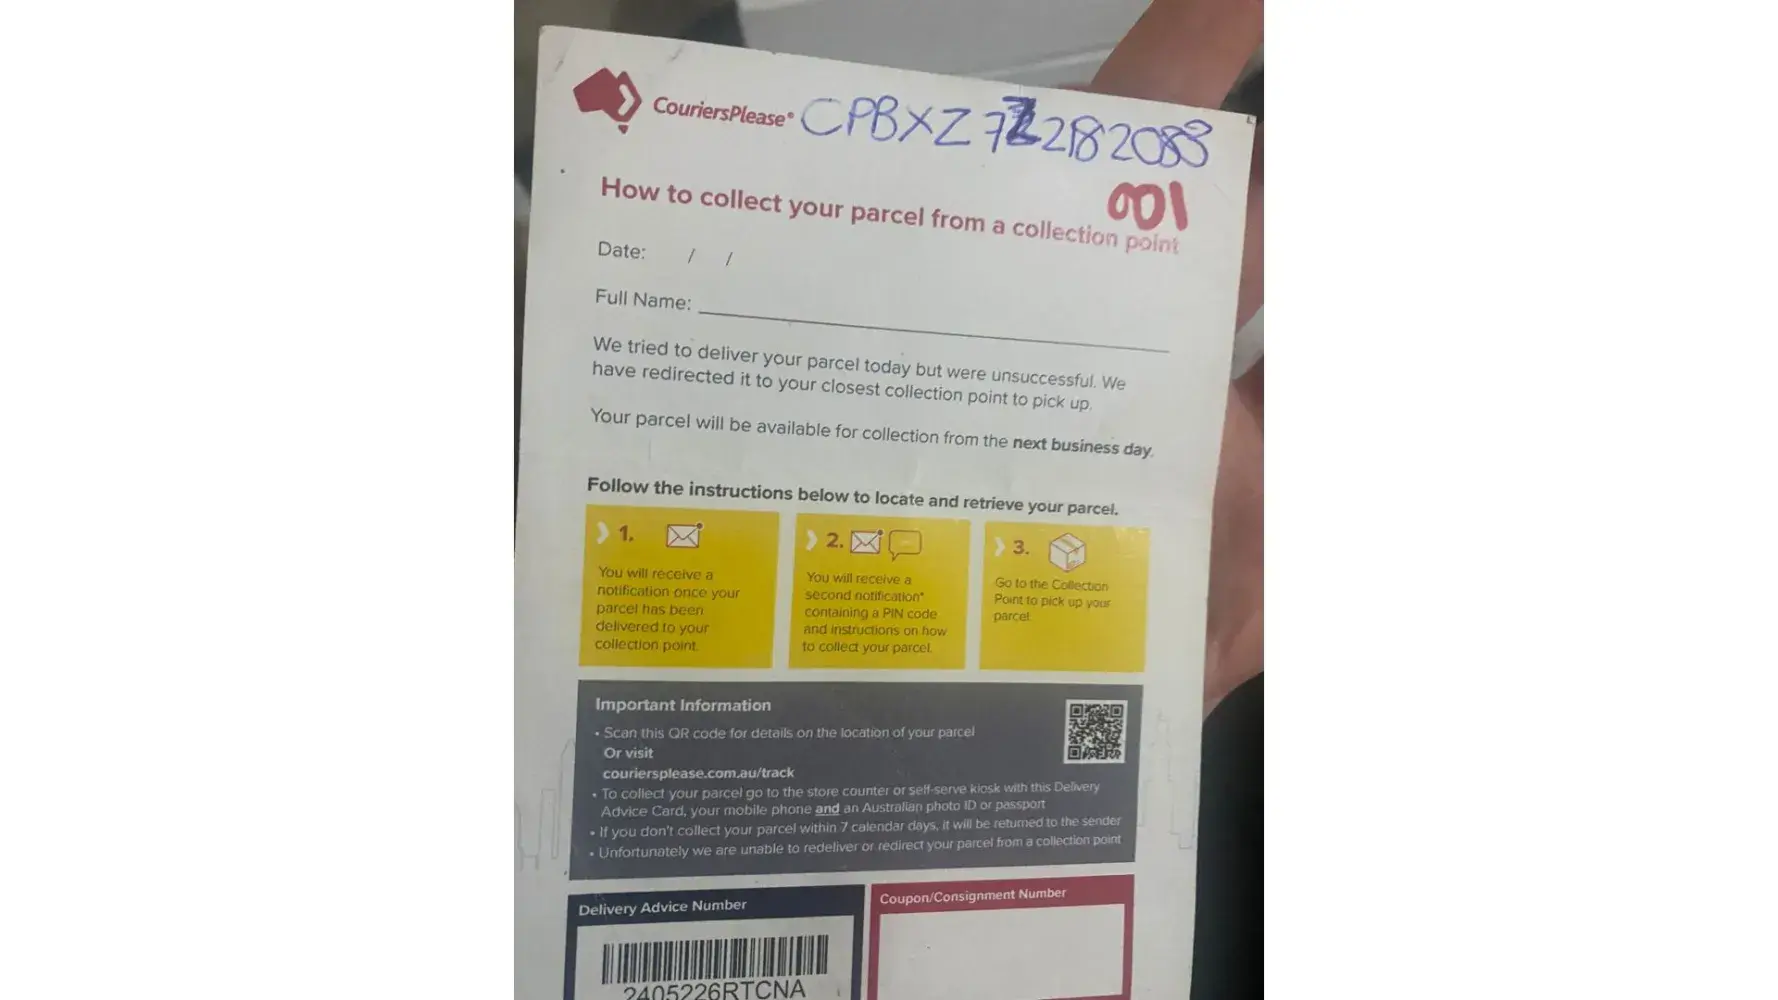 CouriersPlease®
001
How to collect your parcel from a collection point
Date: / /
Full Name:
We tried to deliver your parcel today but were unsuccessful. We
have redirected it to your closest collection point to pick up.
Your parcel will be available for collection from the next business day.
Follow the instructions below to locate and retrieve your parcel.
1.
You will receive a
notification once your
parcel has been
delivered to your
collection point.
2.
You will receive a
second notification*
containing a PIN code
and instructions on how
to collect your parcel.
3.
Go to the Collection
Point to pick up your
parcel
Important Information
• Scan this QR code for details on the location of your parcel
Or visit
couriersplease.com.au/track
• To collect your parcel go to the store counter or self-serve kiosk with this Delivery
Advice Card, your mobile phone and an Australian photo ID or passport
• If you don't collect your parcel within 7 calendar days, it will be returned to the sender
• Unfortunately we are unable to redeliver or redirect your parcel from a collection point
Delivery Advice Number
2405226RTCNA
Coupon/Consignment Number